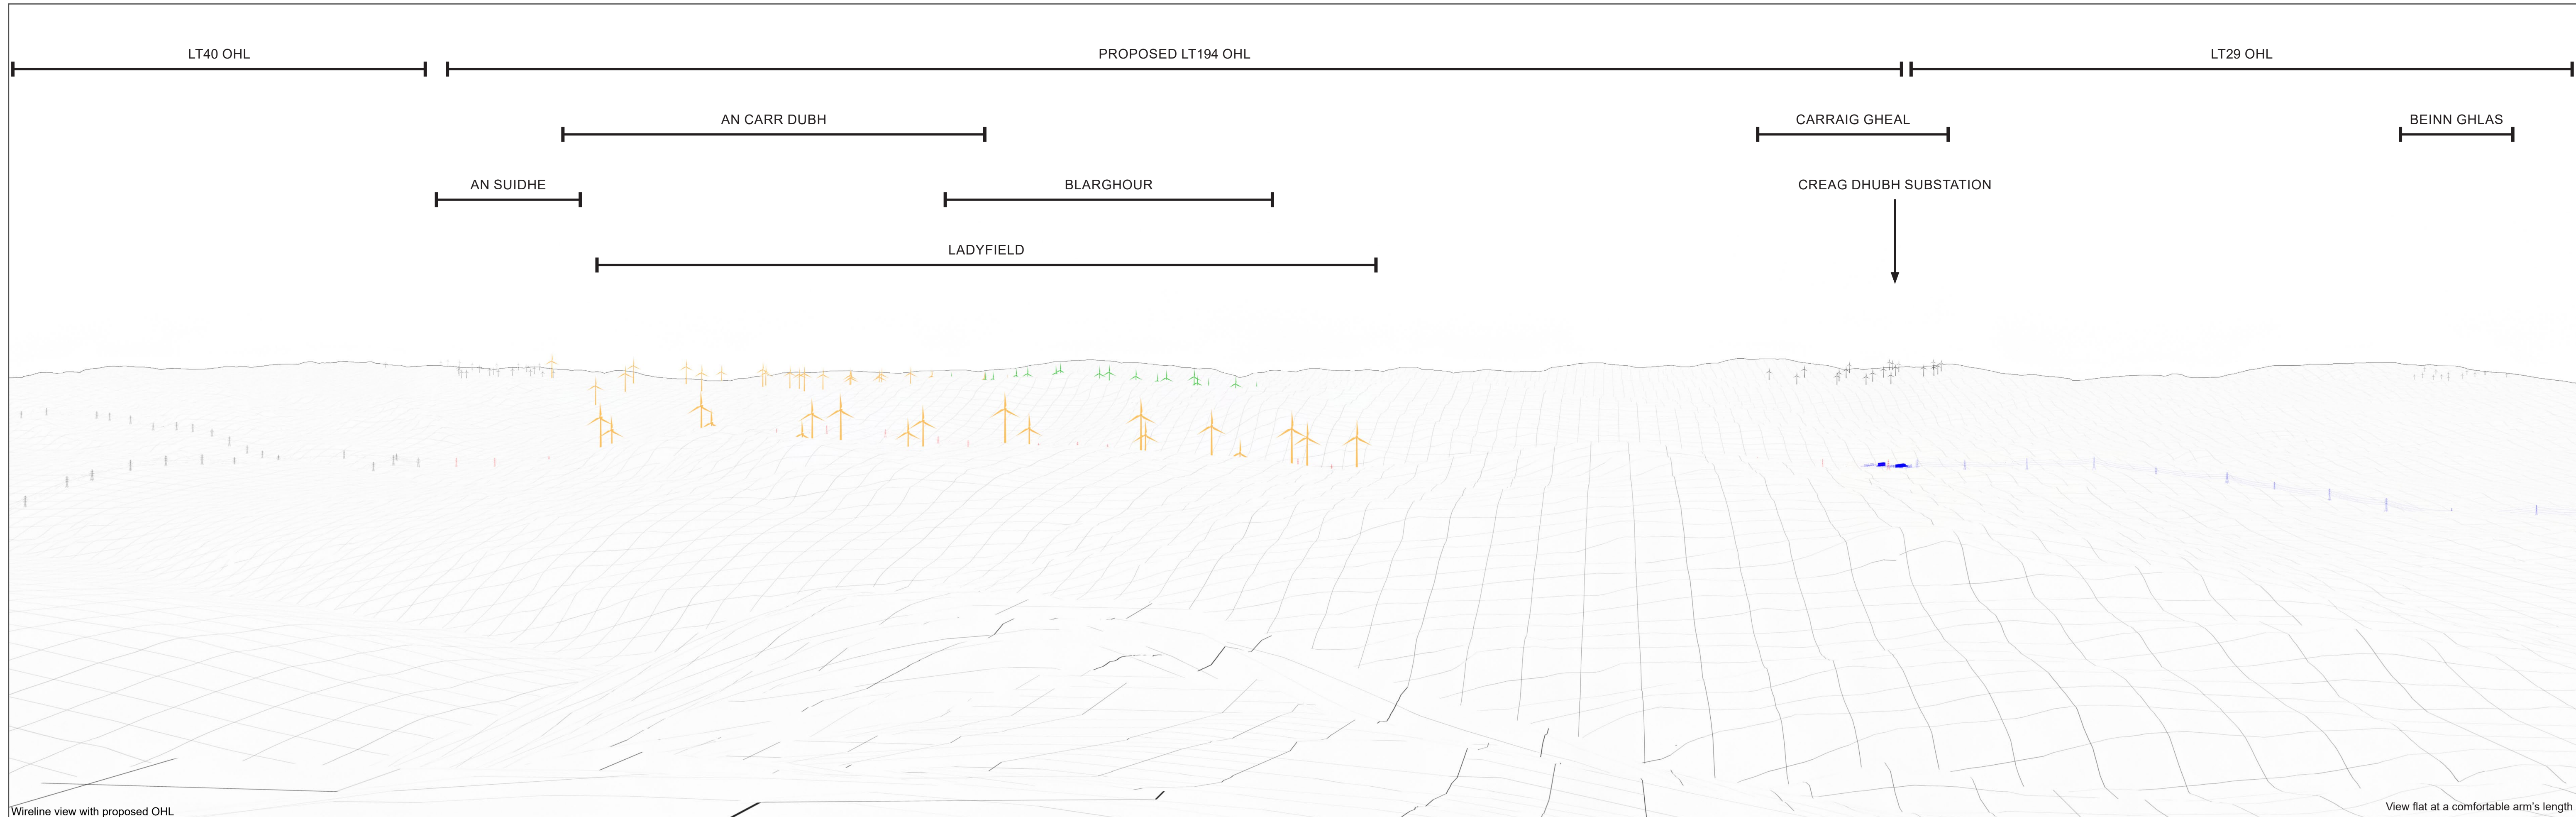 LT40 OHL
PROPOSED LT194 OHL
LT29 OHL
AN CARR DUBH
CARRAIG GHEAL
BEINN GHLAS
AN SUIDHE
BLARGHOUR
CREAG DHUBH SUBSTATION
LADYFIELD
Wireline view with proposed OHL
View flat at a comfortable arm's length